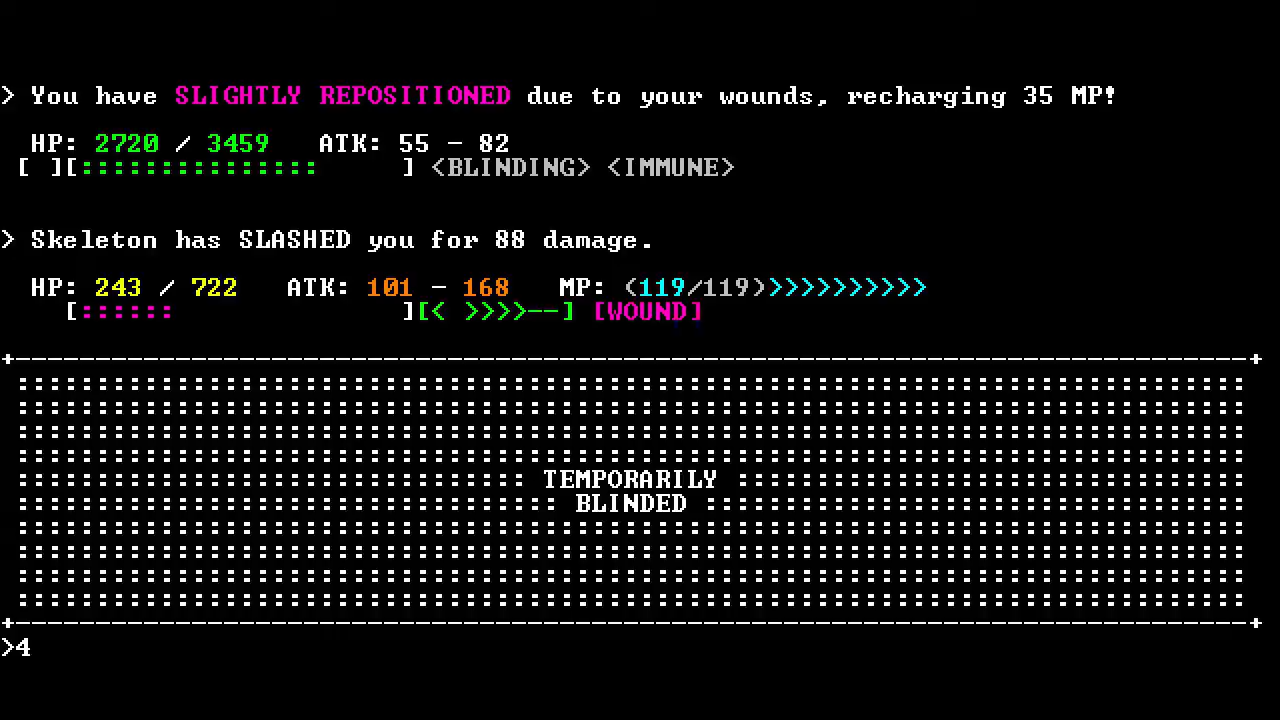 > You have SLIGHTLY REPOSITIONED due to your wounds, recharging 35 MP!
HP: 2720 / 3459 ATK: 55 - 82
[ ][::::::::::::::: ] <BLINDING> <IMMUNE>
> Skeleton has SLASHED you for 88 damage.
HP: 243 / 722 ATK: 101 - 168 MP: (119/119)>>>>>>>>>>
[:::::: ][< >>>>--] [WOUND]
TEMPORARILY
BLINDED
>4